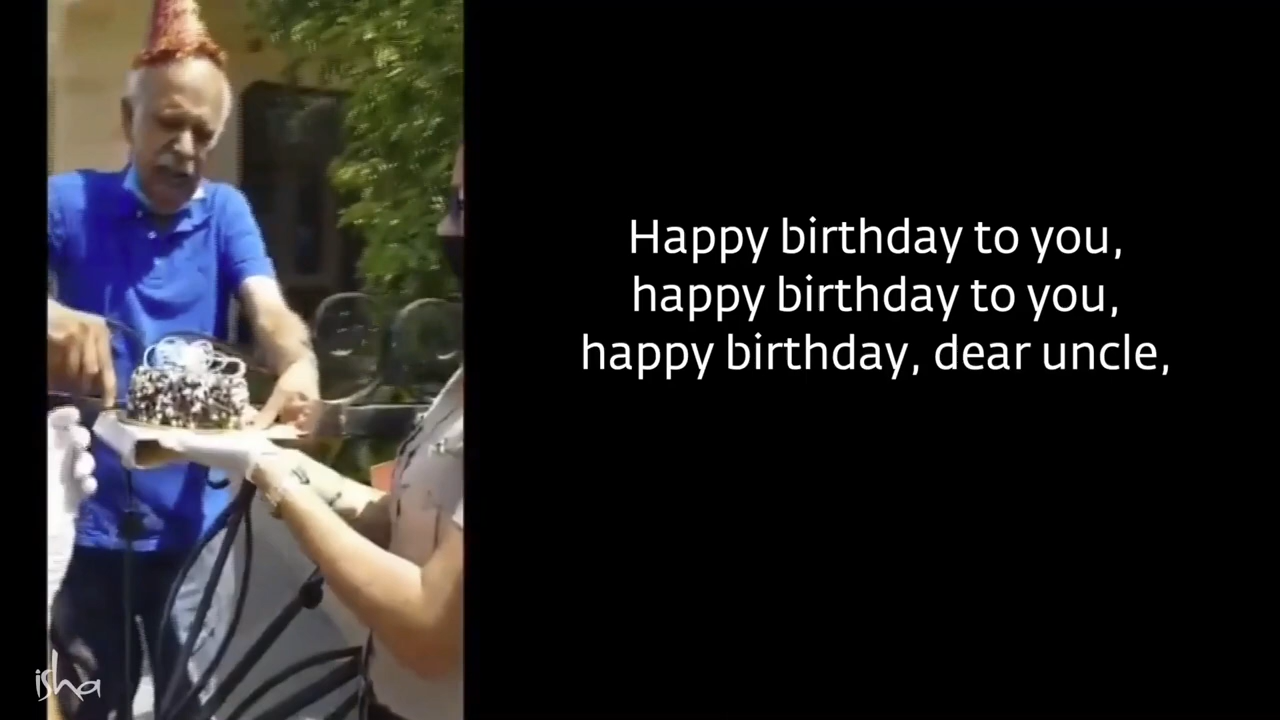 Happy birthday to you,
happy birthday to you,
happy birthday, dear uncle,
isha